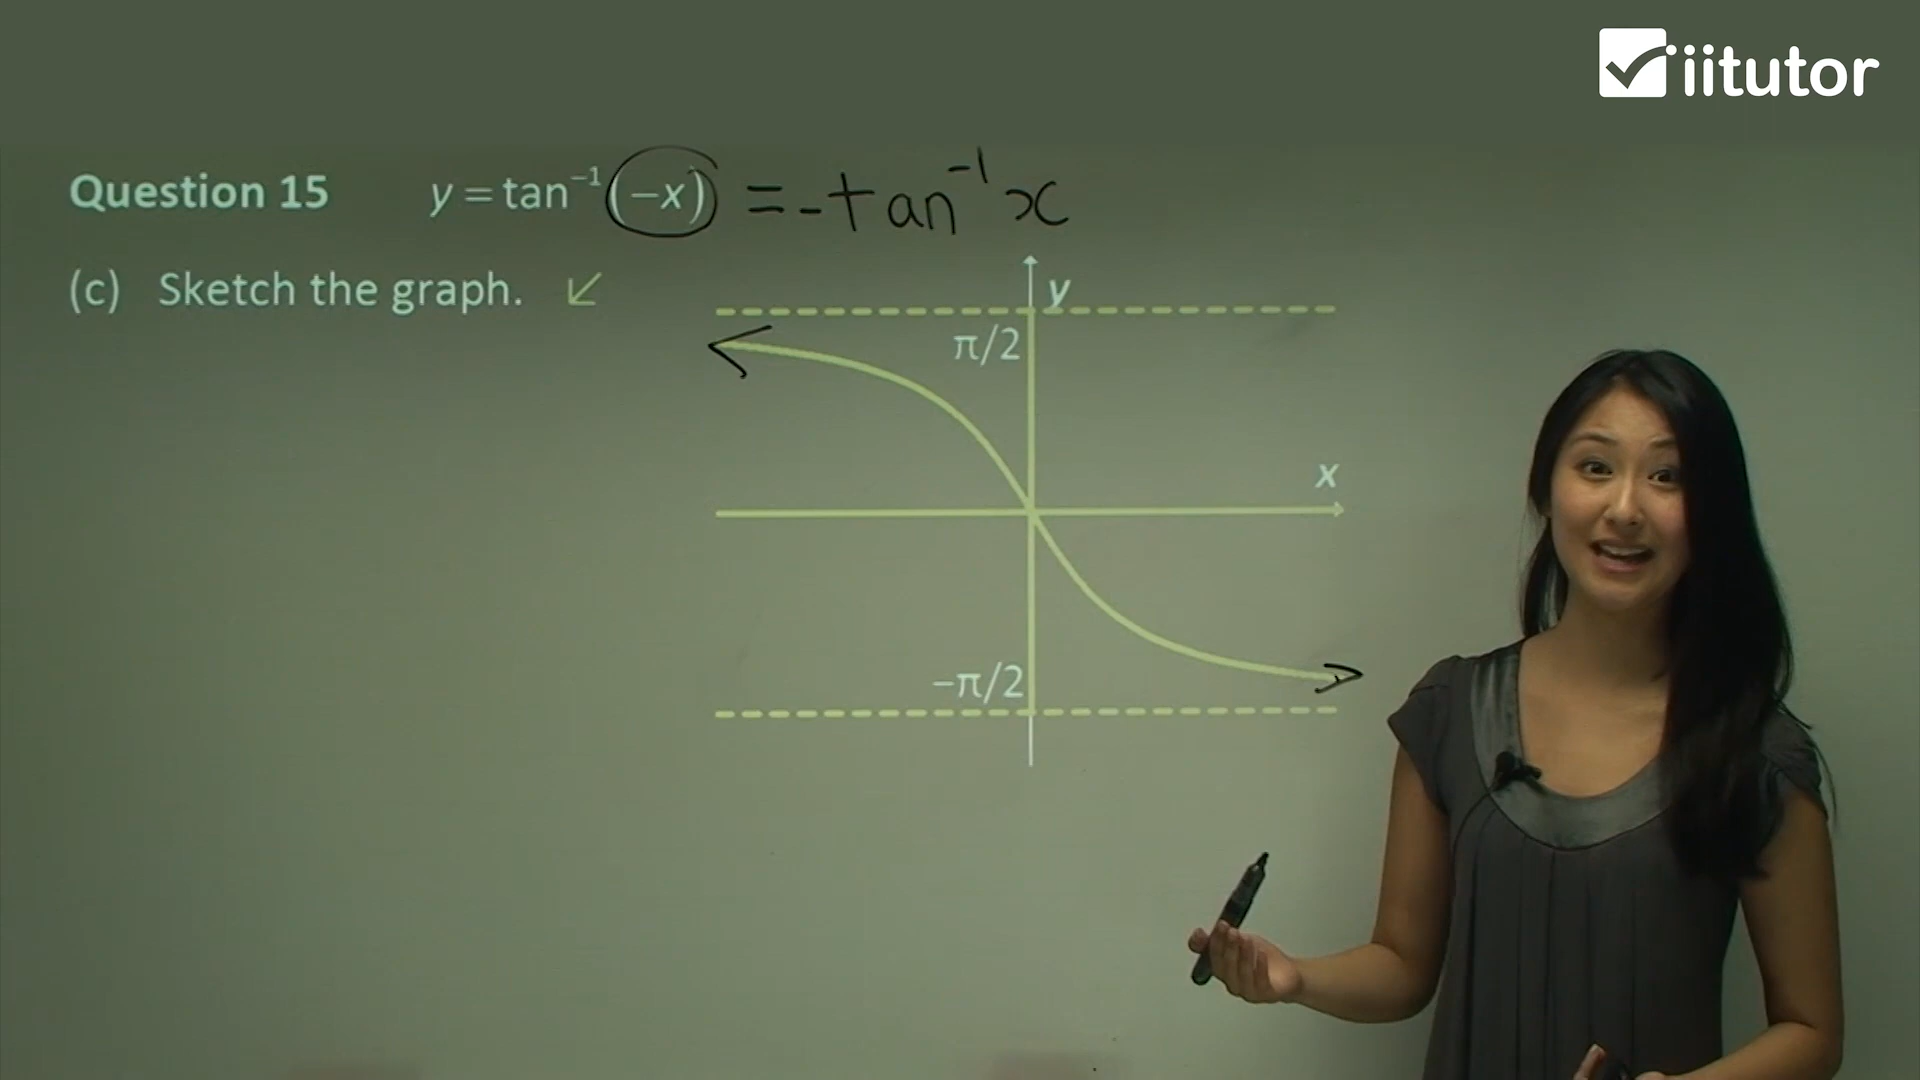 iitutor
Question 15 y = tan⁻¹(−x) = -tan⁻¹x
(c) Sketch the graph.
y
π/2
x
−π/2